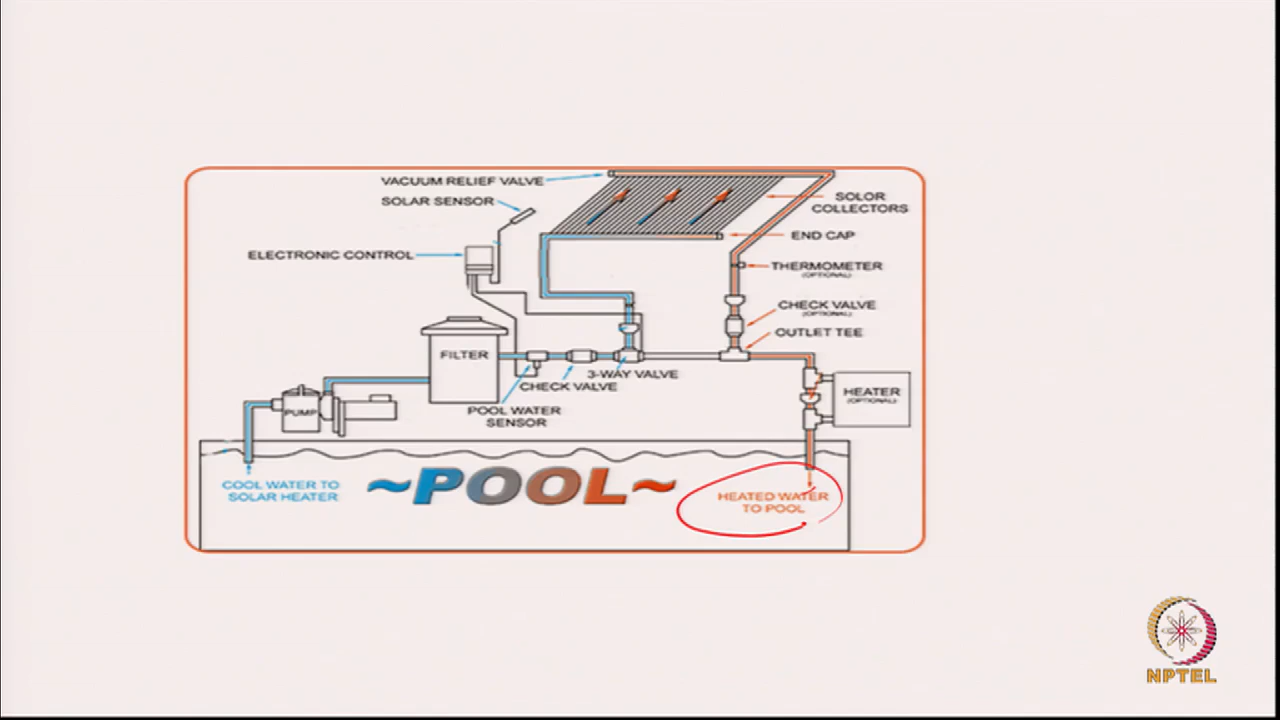 VACUUM RELIEF VALVE
SOLAR SENSOR
SOLOR
COLLECTORS
END CAP
ELECTRONIC CONTROL
THERMOMETER
(OPTIONAL)
CHECK VALVE
(OPTIONAL)
OUTLET TEE
FILTER
3-WAY VALVE
CHECK VALVE
HEATER
(OPTIONAL)
PUMP
POOL WATER
SENSOR
COOL WATER TO
SOLAR HEATER
~POOL~
HEATED WATER
TO POOL
NPTEL